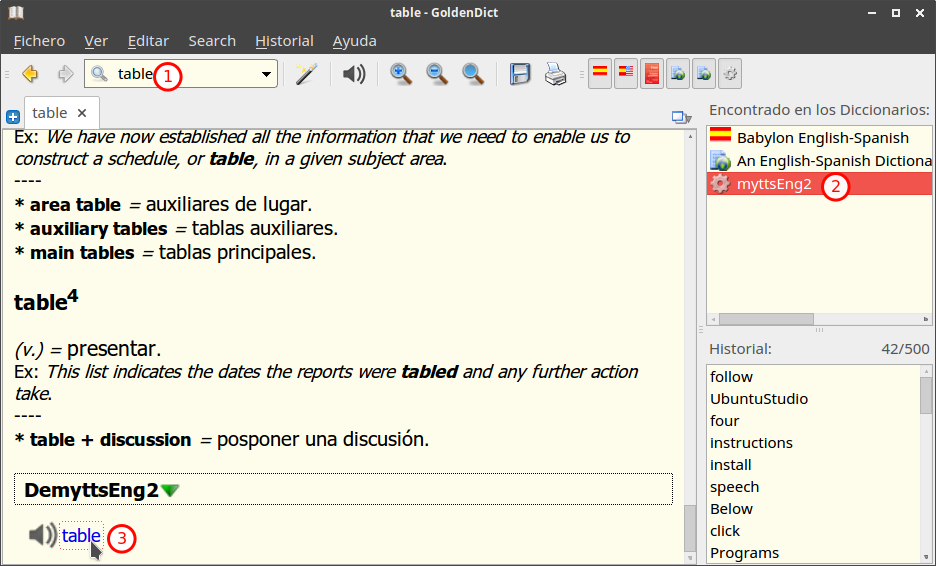 table - GoldenDict
Fichero Ver Editar Search Historial Ayuda
table 1
table
Ex: We have now established all the information that we need to enable us to
construct a schedule, or table, in a given subject area.
----
* area table = auxiliares de lugar.
* auxiliary tables = tablas auxiliares.
* main tables = tablas principales.
table4
(v.) = presentar.
Ex: This list indicates the dates the reports were tabled and any further action
take.
----
* table + discussion = posponer una discusión.
DemyttsEng2
table 3
Encontrado en los Diccionarios:
Babylon English-Spanish
An English-Spanish Dictiona
myttsEng2 2
Historial: 42/500
follow
UbuntuStudio
four
instructions
install
speech
Below
click
Programs